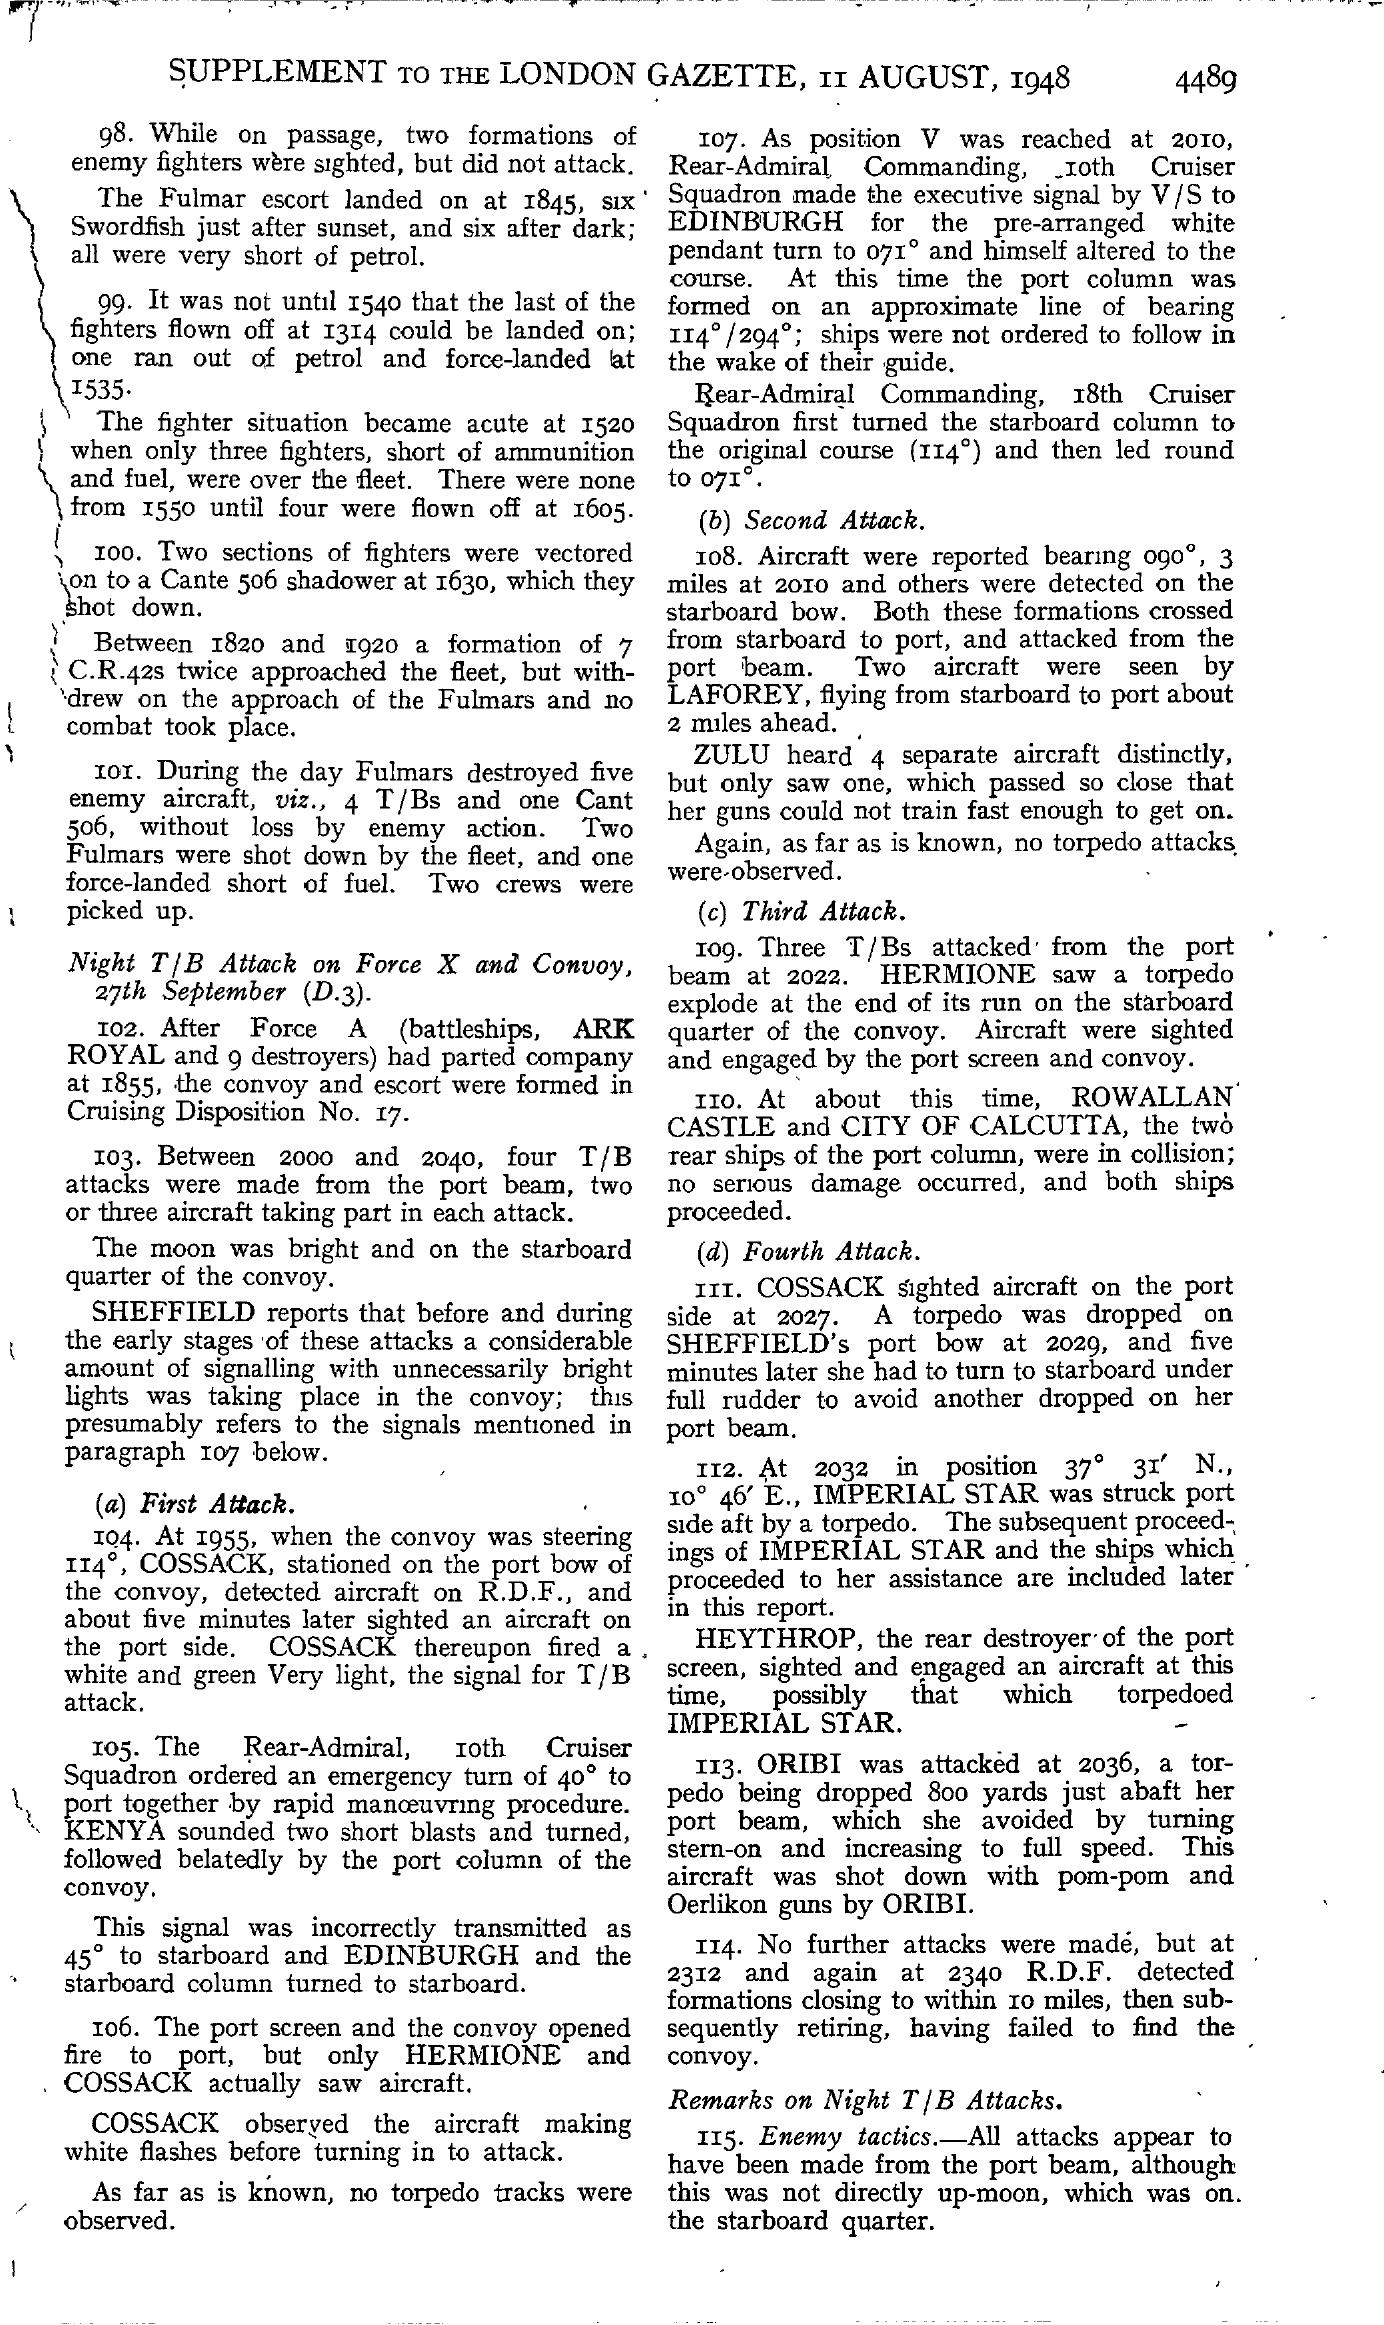 SUPPLEMENT TO THE LONDON GAZETTE, 11 AUGUST, 1948 4489
98. While on passage, two formations of
enemy fighters were sighted, but did not attack.
The Fulmar escort landed on at 1845, six
Swordfish just after sunset, and six after dark;
all were very short of petrol.
99. It was not until 1540 that the last of the
fighters flown off at 1314 could be landed on;
one ran out of petrol and force-landed at
1535.
The fighter situation became acute at 1520
when only three fighters, short of ammunition
and fuel, were over the fleet. There were none
from 1550 until four were flown off at 1605.
100. Two sections of fighters were vectored
on to a Cante 506 shadower at 1630, which they
shot down.
Between 1820 and 1920 a formation of 7
C.R.42s twice approached the fleet, but with-
drew on the approach of the Fulmars and no
combat took place.
101. During the day Fulmars destroyed five
enemy aircraft, viz., 4 T/Bs and one Cant
506, without loss by enemy action. Two
Fulmars were shot down by the fleet, and one
force-landed short of fuel. Two crews were
picked up.
Night T/B Attack on Force X and Convoy,
27th September (D.3).
102. After Force A (battleships, ARK
ROYAL and 9 destroyers) had parted company
at 1855, the convoy and escort were formed in
Cruising Disposition No. 17.
103. Between 2000 and 2040, four T/B
attacks were made from the port beam, two
or three aircraft taking part in each attack.
The moon was bright and on the starboard
quarter of the convoy.
SHEFFIELD reports that before and during
the early stages of these attacks a considerable
amount of signalling with unnecessarily bright
lights was taking place in the convoy; this
presumably refers to the signals mentioned in
paragraph 107 below.
(a) First Attack.
104. At 1955, when the convoy was steering
114°, COSSACK, stationed on the port bow of
the convoy, detected aircraft on R.D.F., and
about five minutes later sighted an aircraft on
the port side. COSSACK thereupon fired a
white and green Very light, the signal for T/B
attack.
105. The Rear-Admiral, 10th Cruiser
Squadron ordered an emergency turn of 40° to
port together by rapid manœuvring procedure.
KENYA sounded two short blasts and turned,
followed belatedly by the port column of the
convoy.
This signal was incorrectly transmitted as
45° to starboard and EDINBURGH and the
starboard column turned to starboard.
106. The port screen and the convoy opened
fire to port, but only HERMIONE and
COSSACK actually saw aircraft.
COSSACK observed the aircraft making
white flashes before turning in to attack.
As far as is known, no torpedo tracks were
observed.
107. As position V was reached at 2010,
Rear-Admiral Commanding, 10th Cruiser
Squadron made the executive signal by V/S to
EDINBURGH for the pre-arranged white
pendant turn to 071° and himself altered to the
course. At this time the port column was
formed on an approximate line of bearing
114°/294°; ships were not ordered to follow in
the wake of their guide.
Rear-Admiral Commanding, 18th Cruiser
Squadron first turned the starboard column to
the original course (114°) and then led round
to 071°.
(b) Second Attack.
108. Aircraft were reported bearing 090°, 3
miles at 2010 and others were detected on the
starboard bow. Both these formations crossed
from starboard to port, and attacked from the
port beam. Two aircraft were seen by
LAFOREY, flying from starboard to port about
2 miles ahead.
ZULU heard 4 separate aircraft distinctly,
but only saw one, which passed so close that
her guns could not train fast enough to get on.
Again, as far as is known, no torpedo attacks
were observed.
(c) Third Attack.
109. Three T/Bs attacked from the port
beam at 2022. HERMIONE saw a torpedo
explode at the end of its run on the starboard
quarter of the convoy. Aircraft were sighted
and engaged by the port screen and convoy.
110. At about this time, ROWALLAN
CASTLE and CITY OF CALCUTTA, the two
rear ships of the port column, were in collision;
no serious damage occurred, and both ships
proceeded.
(d) Fourth Attack.
111. COSSACK sighted aircraft on the port
side at 2027. A torpedo was dropped on
SHEFFIELD's port bow at 2029, and five
minutes later she had to turn to starboard under
full rudder to avoid another dropped on her
port beam.
112. At 2032 in position 37° 31′ N.,
10° 46′ E., IMPERIAL STAR was struck port
side aft by a torpedo. The subsequent proceed-
ings of IMPERIAL STAR and the ships which
proceeded to her assistance are included later
in this report.
HEYTHROP, the rear destroyer of the port
screen, sighted and engaged an aircraft at this
time, possibly that which torpedoed
IMPERIAL STAR.
113. ORIBI was attacked at 2036, a tor-
pedo being dropped 800 yards just abaft her
port beam, which she avoided by turning
stern-on and increasing to full speed. This
aircraft was shot down with pom-pom and
Oerlikon guns by ORIBI.
114. No further attacks were made, but at
2312 and again at 2340 R.D.F. detected
formations closing to within 10 miles, then sub-
sequently retiring, having failed to find the
convoy.
Remarks on Night T/B Attacks.
115. Enemy tactics.—All attacks appear to
have been made from the port beam, although
this was not directly up-moon, which was on
the starboard quarter.